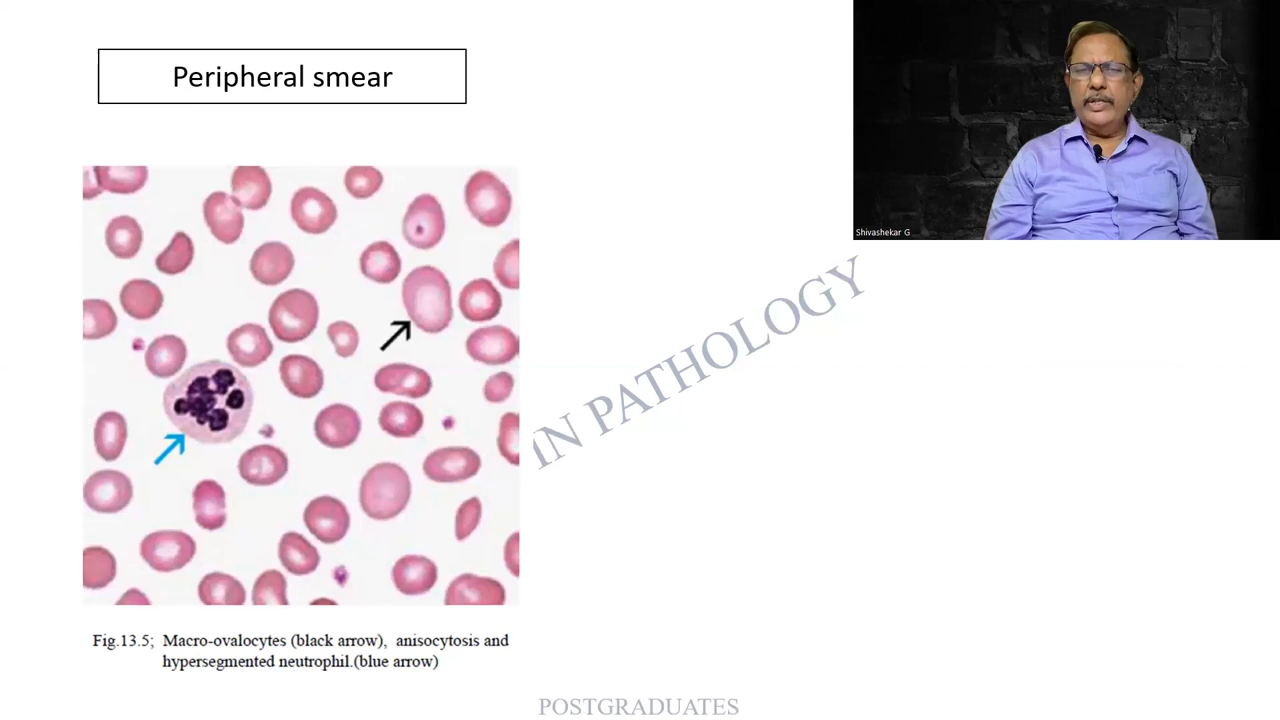 Peripheral smear
Shivashekar G
IN PATHOLOGY
Fig.13.5; Macro-ovalocytes (black arrow), anisocytosis and
hypersegmented neutrophil.(blue arrow)
POSTGRADUATES